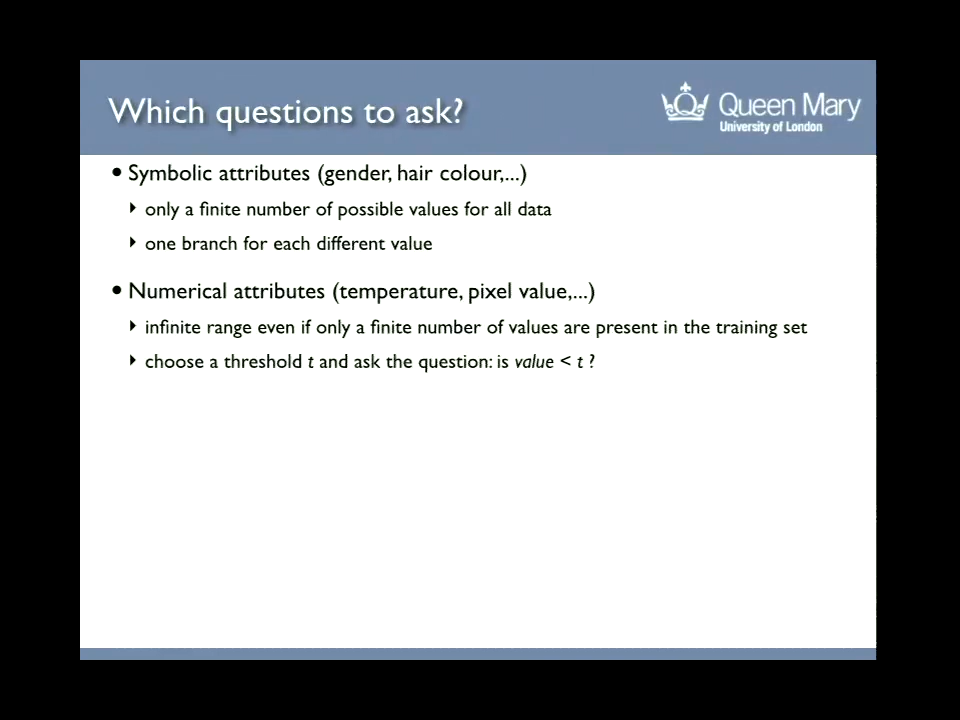 Which questions to ask?
Queen Mary
University of London
• Symbolic attributes (gender, hair colour,...)
‣ only a finite number of possible values for all data
‣ one branch for each different value
• Numerical attributes (temperature, pixel value,...)
‣ infinite range even if only a finite number of values are present in the training set
‣ choose a threshold t and ask the question: is value < t ?